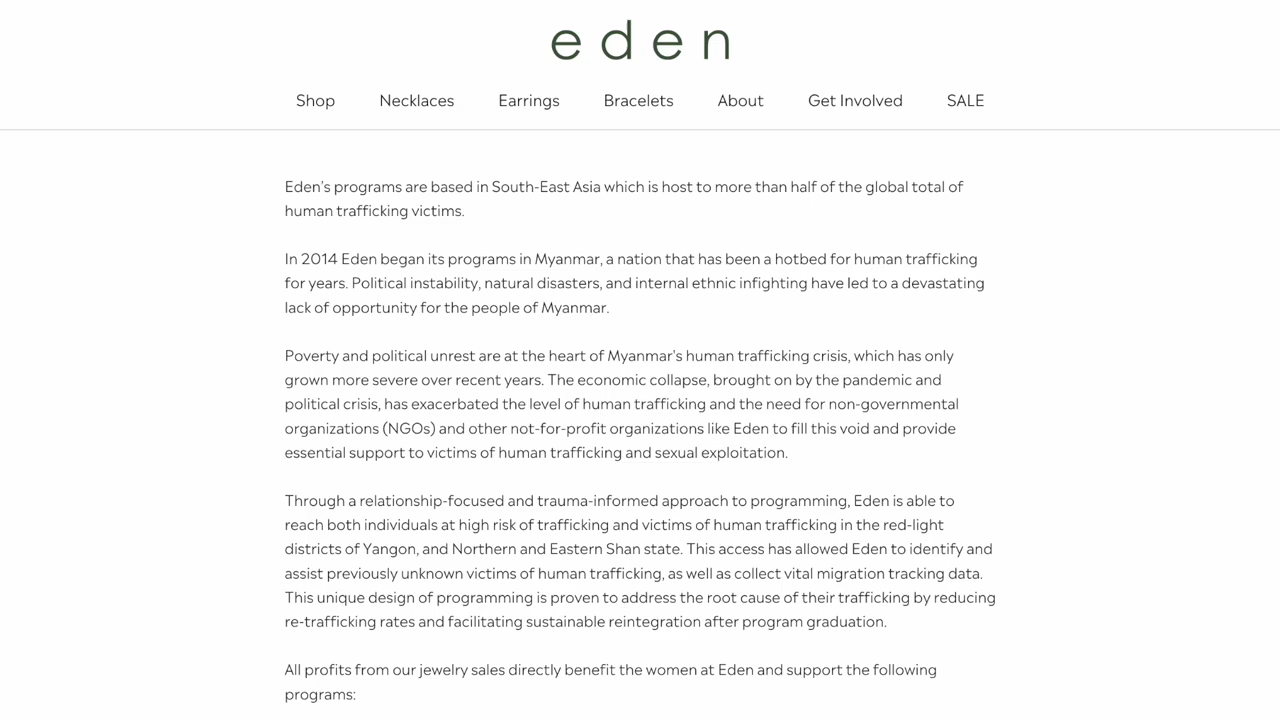 eden
Shop Necklaces Earrings Bracelets About Get Involved SALE
Eden's programs are based in South-East Asia which is host to more than half of the global total of
human trafficking victims.
In 2014 Eden began its programs in Myanmar, a nation that has been a hotbed for human trafficking
for years. Political instability, natural disasters, and internal ethnic infighting have led to a devastating
lack of opportunity for the people of Myanmar.
Poverty and political unrest are at the heart of Myanmar's human trafficking crisis, which has only
grown more severe over recent years. The economic collapse, brought on by the pandemic and
political crisis, has exacerbated the level of human trafficking and the need for non-governmental
organizations (NGOs) and other not-for-profit organizations like Eden to fill this void and provide
essential support to victims of human trafficking and sexual exploitation.
Through a relationship-focused and trauma-informed approach to programming, Eden is able to
reach both individuals at high risk of trafficking and victims of human trafficking in the red-light
districts of Yangon, and Northern and Eastern Shan state. This access has allowed Eden to identify and
assist previously unknown victims of human trafficking, as well as collect vital migration tracking data.
This unique design of programming is proven to address the root cause of their trafficking by reducing
re-trafficking rates and facilitating sustainable reintegration after program graduation.
All profits from our jewelry sales directly benefit the women at Eden and support the following
programs: